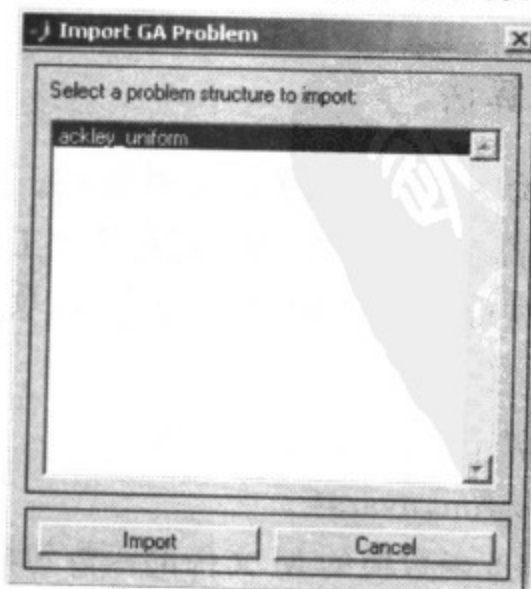 Import GA Problem
Select a problem structure to import:
ackley_uniform
Import
Cancel